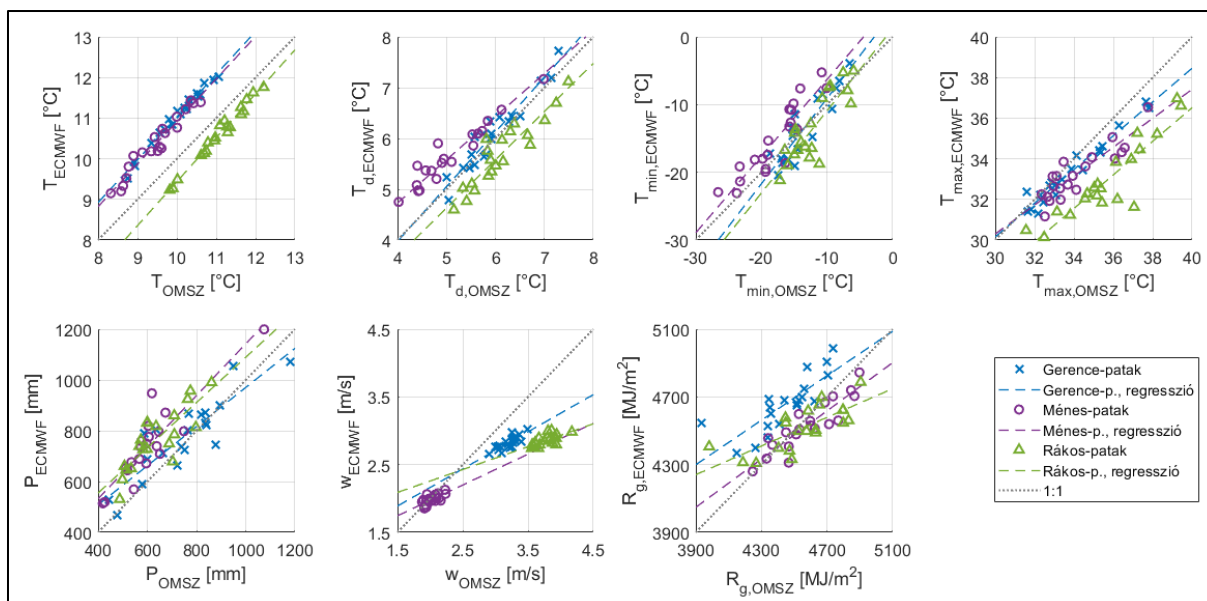 13
12
11
10
9
8
T_ECMWF [°C]
8 9 10 11 12 13
T_OMSZ [°C]
8
7
6
5
4
T_d,ECMWF [°C]
4 5 6 7 8
T_d,OMSZ [°C]
0
-10
-20
-30
T_min,ECMWF [°C]
-30 -20 -10 0
T_min,OMSZ [°C]
40
38
36
34
32
30
T_max,ECMWF [°C]
30 32 34 36 38 40
T_max,OMSZ [°C]
1200
1000
800
600
400
P_ECMWF [mm]
400 600 800 1000 1200
P_OMSZ [mm]
4.5
3.5
2.5
1.5
w_ECMWF [m/s]
1.5 2.5 3.5 4.5
w_OMSZ [m/s]
5100
4700
4300
3900
R_g,ECMWF [MJ/m²]
3900 4300 4700 5100
R_g,OMSZ [MJ/m²]
Gerence-patak
Gerence-p., regresszió
Ménes-patak
Ménes-p., regresszió
Rákos-patak
Rákos-p., regresszió
1:1